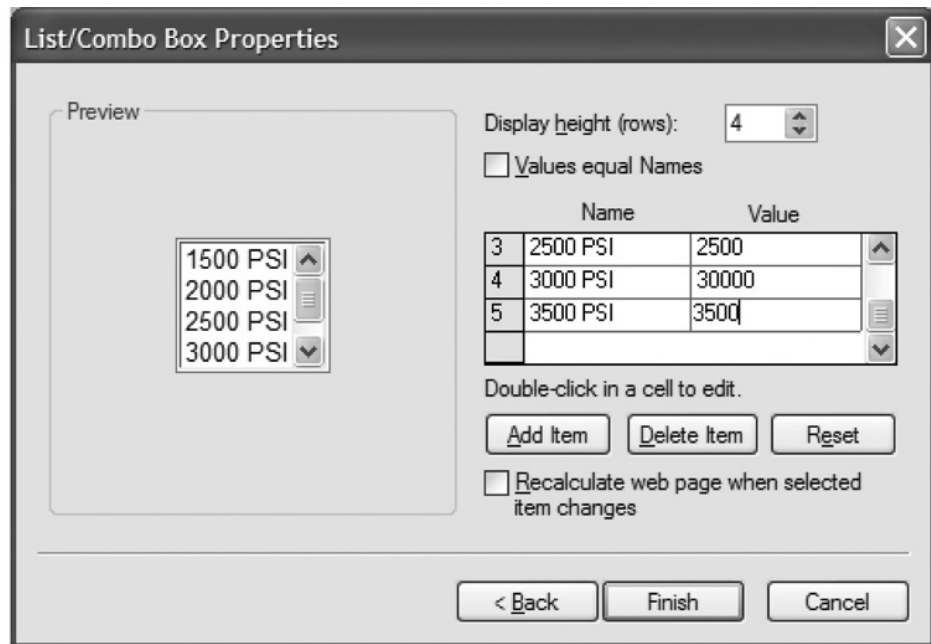 List/Combo Box Properties
Preview
1500 PSI
2000 PSI
2500 PSI
3000 PSI
Display height (rows): 4
Values equal Names
Name Value
3 2500 PSI 2500
4 3000 PSI 30000
5 3500 PSI 3500
Double-click in a cell to edit.
Add Item Delete Item Reset
Recalculate web page when selected
item changes
< Back Finish Cancel